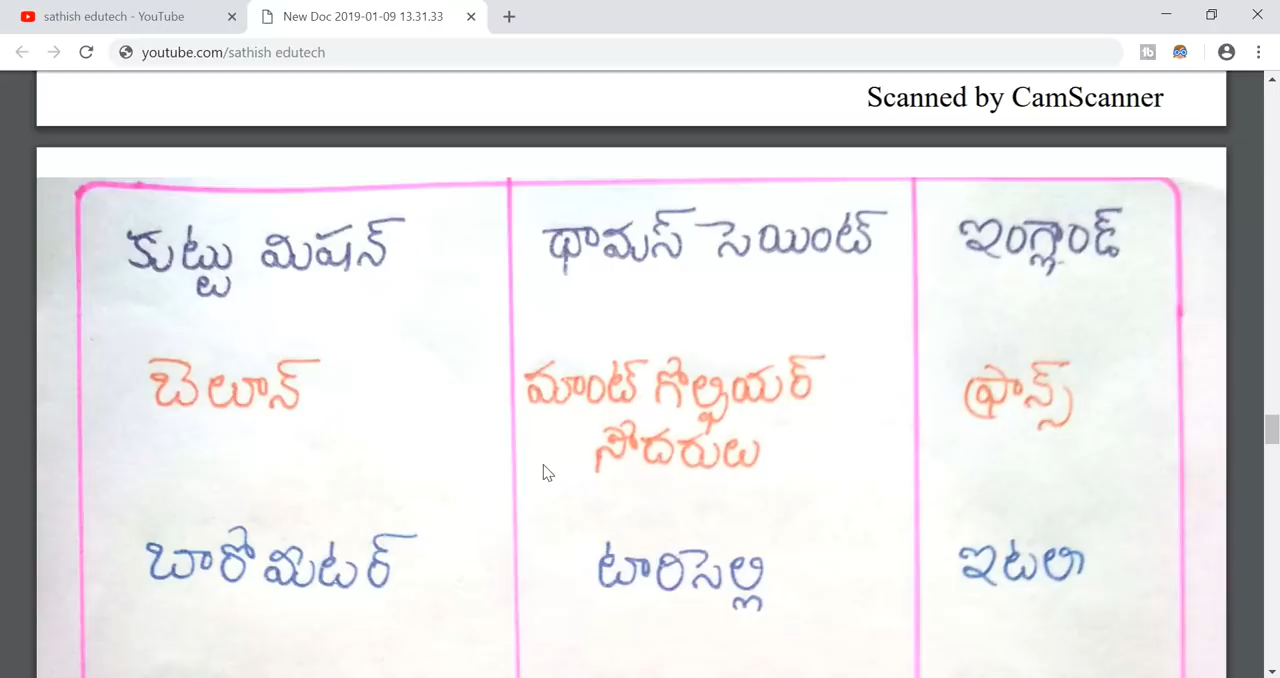 sathish edutech - YouTube
New Doc 2019-01-09 13.31.33
youtube.com/sathish edutech
Scanned by CamScanner
కుట్టు మిషన్ థామస్ సెయింట్ ఇంగ్లాండ్
బెలూన్ మాంట్ గోల్ఫియర్ ఫ్రాన్స్
సోదరులు
బారోమీటర్ టారిసెల్లి ఇటలీ